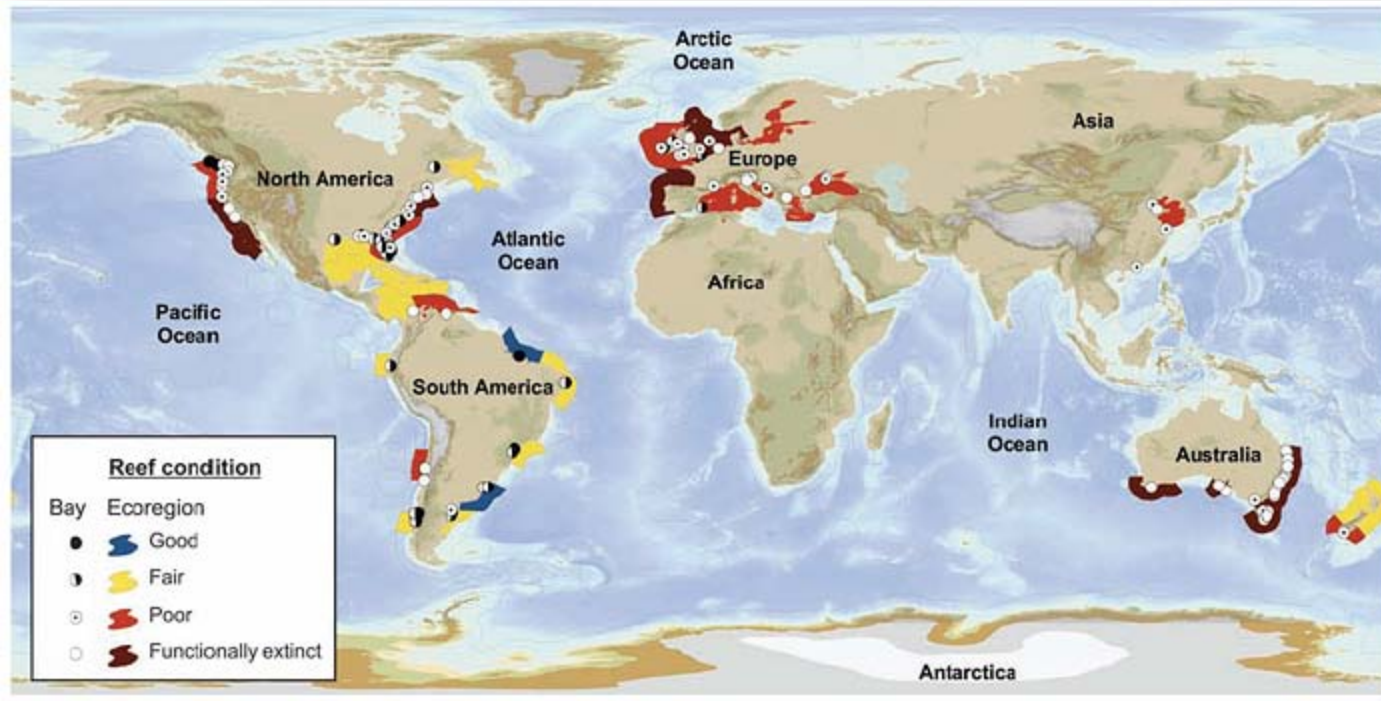 Arctic
Ocean
Asia
Europe
North America
Atlantic
Ocean
Africa
Pacific
Ocean
South America
Indian
Ocean
Australia
Reef condition
Bay Ecoregion
Good
Fair
Poor
Functionally extinct
Antarctica